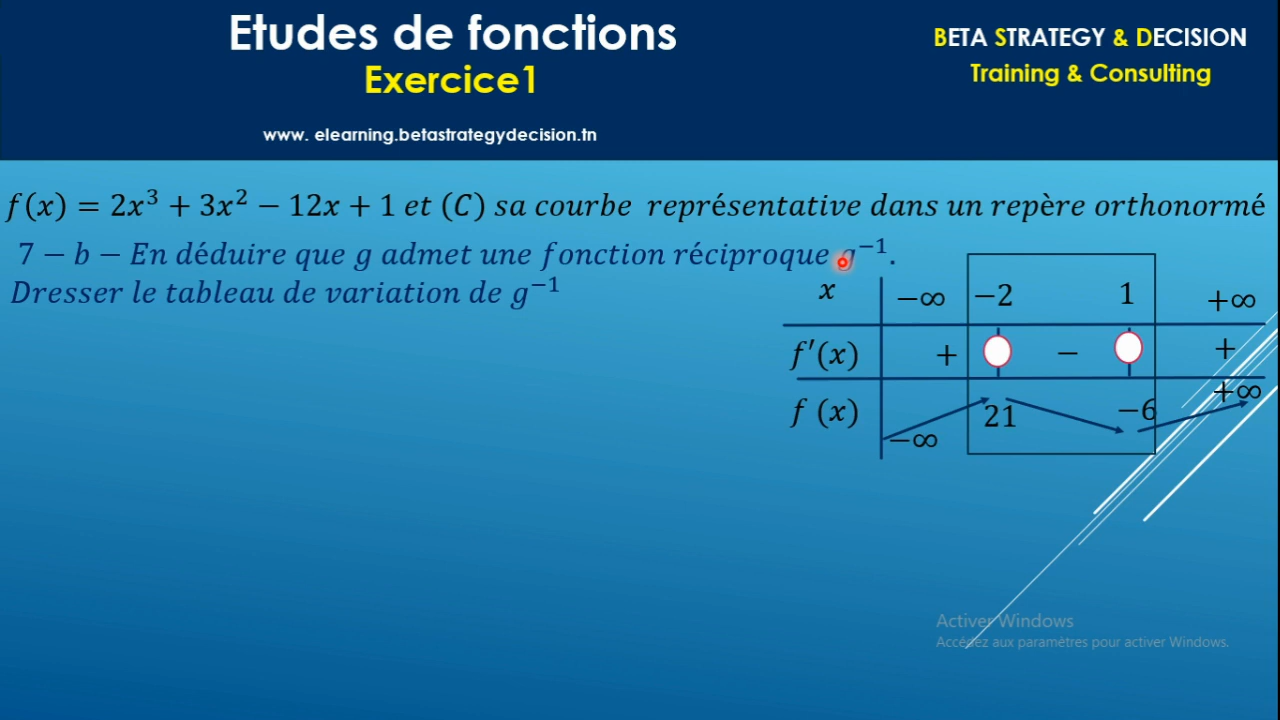 Etudes de fonctions
Exercice1
www. elearning.betastrategydecision.tn
BETA STRATEGY & DECISION
Training & Consulting
f(x) = 2x³ + 3x² − 12x + 1 et (C) sa courbe représentative dans un repère orthonormé
7 − b − En déduire que g admet une fonction réciproque g⁻¹.
Dresser le tableau de variation de g⁻¹
x −∞ −2 1 +∞
f′(x) + − +
f (x) −∞ 21 −6 +∞
Activer Windows
Accédez aux paramètres pour activer Windows.